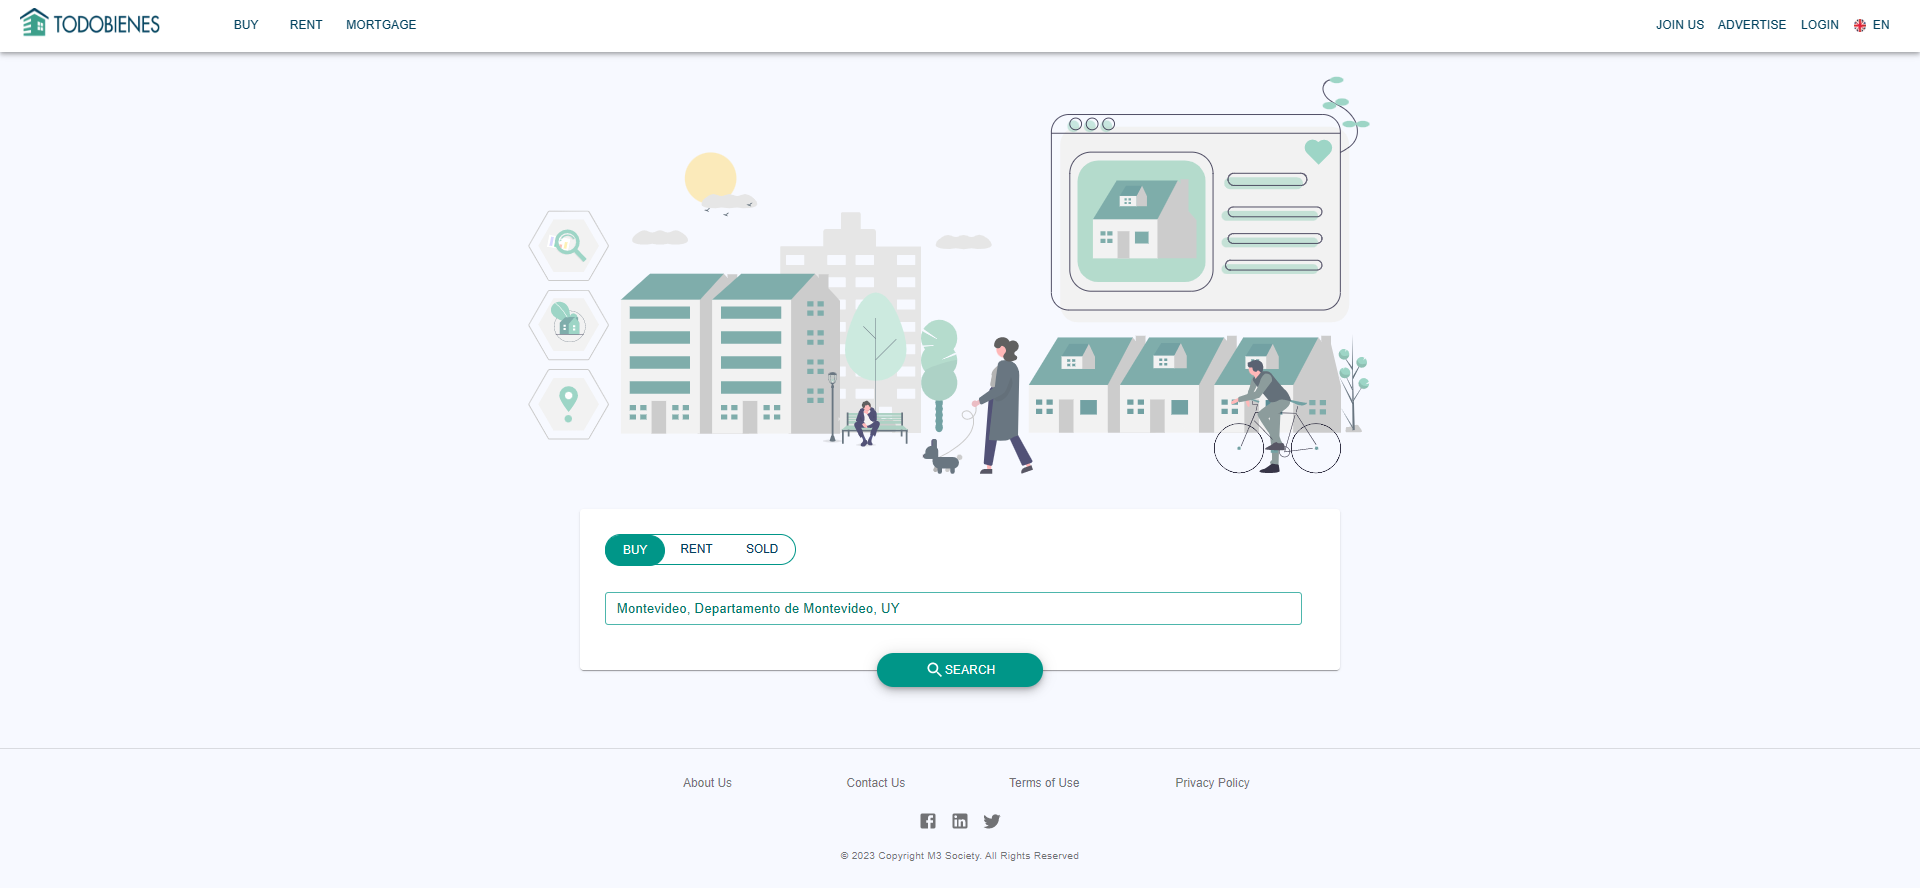 TODOBIENES BUY RENT MORTGAGE JOIN US ADVERTISE LOGIN EN
BUY RENT SOLD
Montevideo, Departamento de Montevideo, UY
SEARCH
About Us Contact Us Terms of Use Privacy Policy
© 2023 Copyright M3 Society. All Rights Reserved